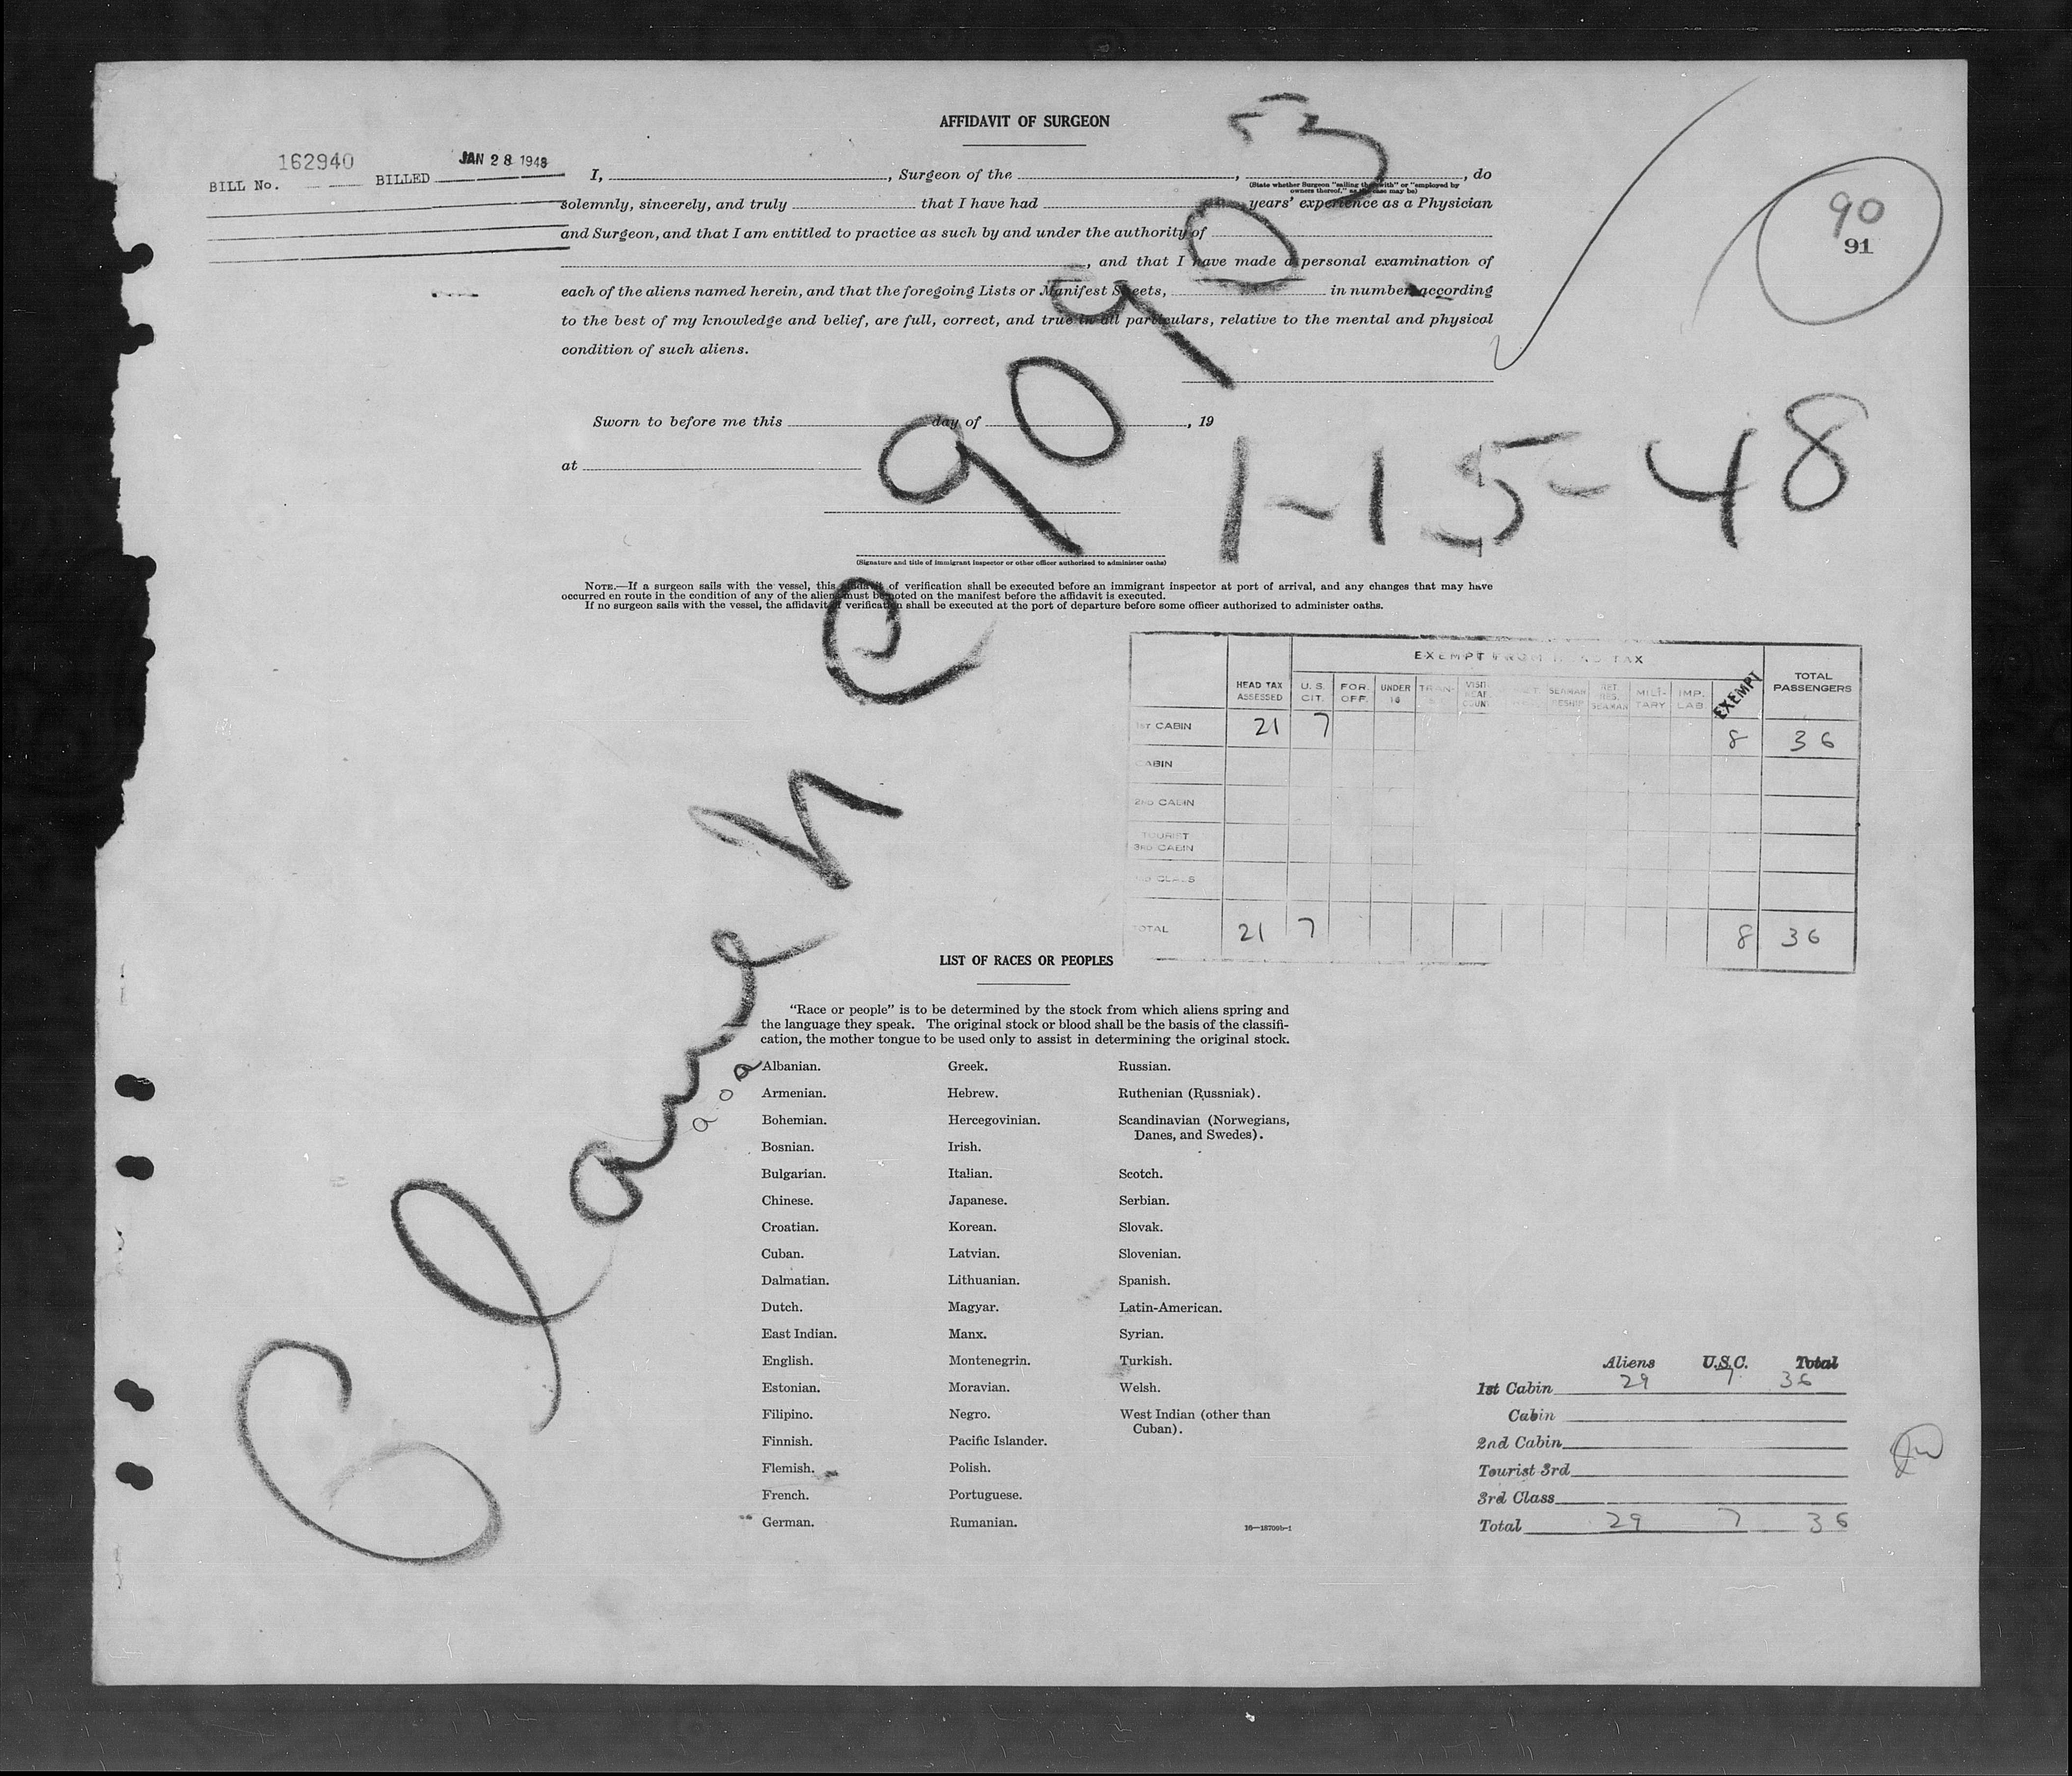 AFFIDAVIT OF SURGEON
162940
JAN 28 1948
BILL No. BILLED
I, , Surgeon of the , , do
(State whether Surgeon "sailing therewith" or "employed by
owners thereof," as the case may be)
solemnly, sincerely, and truly that I have had years' experience as a Physician
and Surgeon, and that I am entitled to practice as such by and under the authority of
, and that I have made a personal examination of
each of the aliens named herein, and that the foregoing Lists or Manifest Sheets, in number, according
to the best of my knowledge and belief, are full, correct, and true in all particulars, relative to the mental and physical
condition of such aliens.
90
91
Sworn to before me this day of , 19
at
1-15-48
(Signature and title of immigrant inspector or other officer authorized to administer oaths)
NOTE.—If a surgeon sails with the vessel, this affidavit of verification shall be executed before an immigrant inspector at port of arrival, and any changes that may have
occurred en route in the condition of any of the aliens must be noted on the manifest before the affidavit is executed.
If no surgeon sails with the vessel, the affidavit of verification shall be executed at the port of departure before some officer authorized to administer oaths.
EXEMPT FROM HEAD TAX
HEAD TAX ASSESSED U. S. CIT. FOR. OFF. UNDER 16 MILI-TARY IMP. LAB. EXEMPT TOTAL PASSENGERS
1ST CABIN 21 7 8 36
CABIN
2ND CABIN
TOURIST
3RD CABIN
TOTAL 21 7 8 36
LIST OF RACES OR PEOPLES
"Race or people" is to be determined by the stock from which aliens spring and
the language they speak. The original stock or blood shall be the basis of the classifi-
cation, the mother tongue to be used only to assist in determining the original stock.
Albanian. Greek. Russian.
Armenian. Hebrew. Ruthenian (Russniak).
Bohemian. Hercegovinian. Scandinavian (Norwegians,
Danes, and Swedes).
Bosnian. Irish.
Bulgarian. Italian. Scotch.
Chinese. Japanese. Serbian.
Croatian. Korean. Slovak.
Cuban. Latvian. Slovenian.
Dalmatian. Lithuanian. Spanish.
Dutch. Magyar. Latin-American.
East Indian. Manx. Syrian.
English. Montenegrin. Turkish.
Estonian. Moravian. Welsh.
Filipino. Negro. West Indian (other than
Cuban).
Finnish. Pacific Islander.
Flemish. Polish.
French. Portuguese.
German. Rumanian.
16—18709b-1
Aliens U.S.C. Total
1st Cabin 29 7 36
Cabin
2nd Cabin
Tourist 3rd
3rd Class
Total 29 7 36